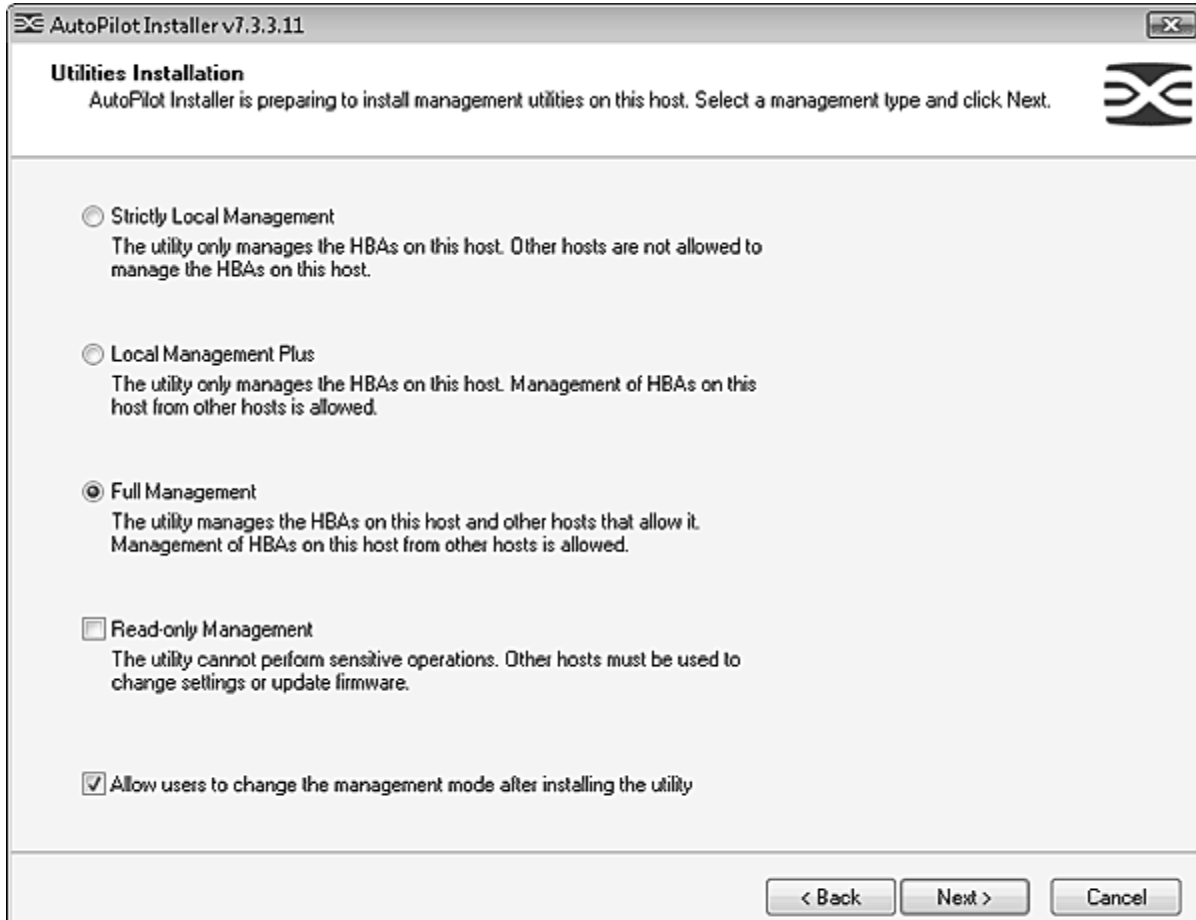 AutoPilot Installer v7.3.3.11
Utilities Installation
AutoPilot Installer is preparing to install management utilities on this host. Select a management type and click Next.
Strictly Local Management
The utility only manages the HBAs on this host. Other hosts are not allowed to
manage the HBAs on this host.
Local Management Plus
The utility only manages the HBAs on this host. Management of HBAs on this
host from other hosts is allowed.
Full Management
The utility manages the HBAs on this host and other hosts that allow it.
Management of HBAs on this host from other hosts is allowed.
Read-only Management
The utility cannot perform sensitive operations. Other hosts must be used to
change settings or update firmware.
Allow users to change the management mode after installing the utility
< Back Next > Cancel